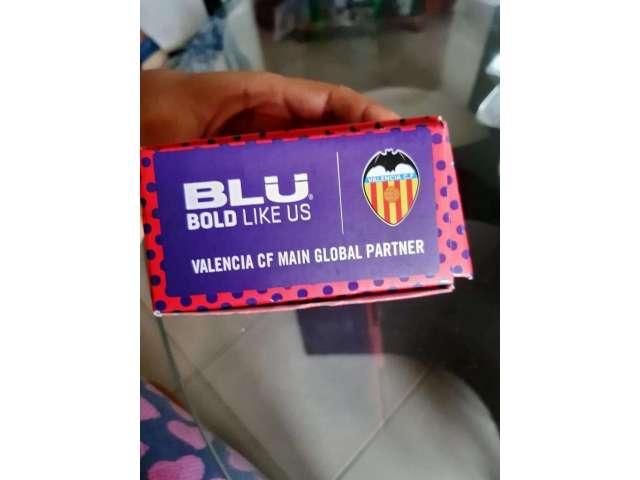 BLU
BOLD LIKE US
VALENCIA C.F
VALENCIA CF MAIN GLOBAL PARTNER